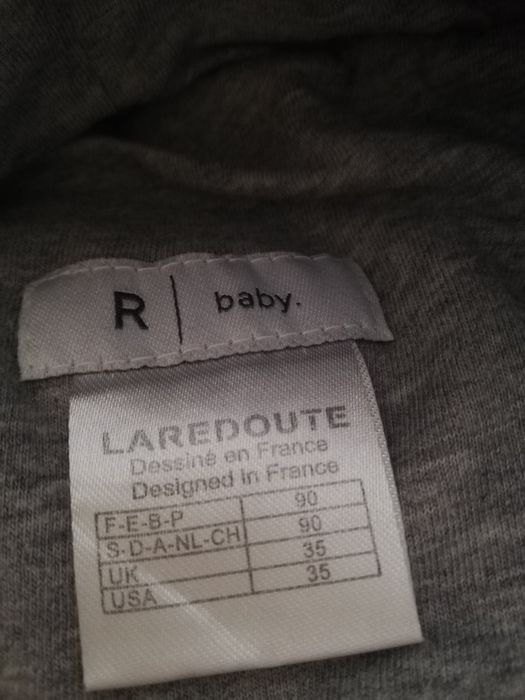 R | baby.
LAREDOUTE
Dessiné en France
Designed in France
F-E-B-P 90
S-D-A-NL-CH 90
UK 35
USA 35